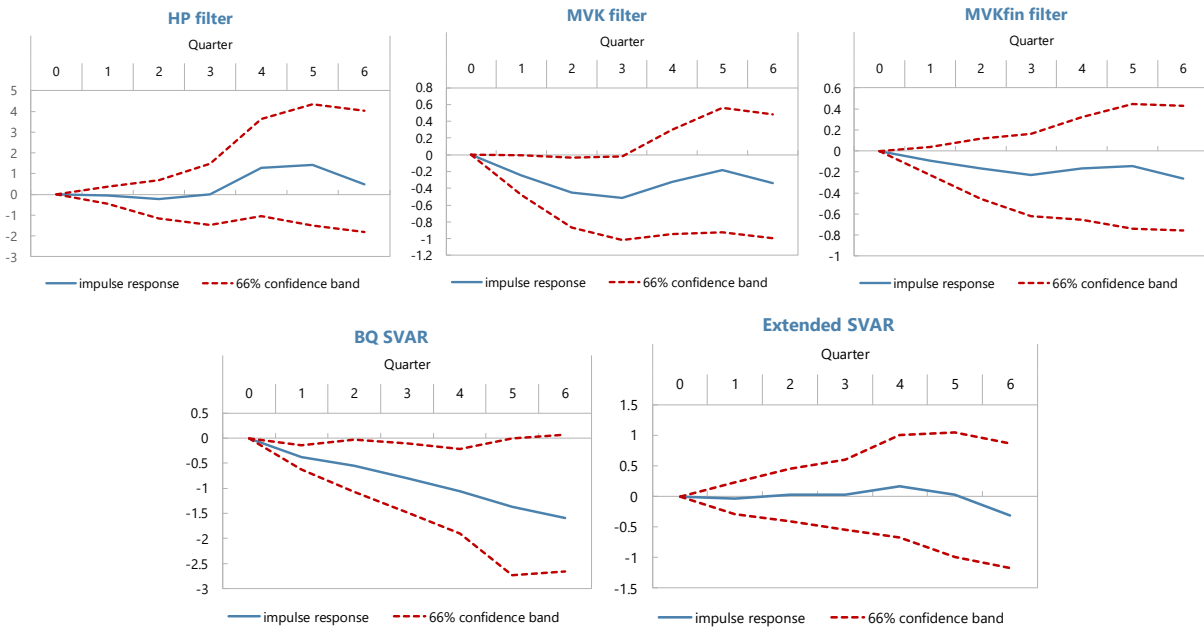 HP filter
Quarter
0 1 2 3 4 5 6
5
4
3
2
1
0
-1
-2
-3
impulse response 66% confidence band
MVK filter
Quarter
0 1 2 3 4 5 6
0.8
0.6
0.4
0.2
0
-0.2
-0.4
-0.6
-0.8
-1
-1.2
impulse response 66% confidence band
MVKfin filter
Quarter
0 1 2 3 4 5 6
0.6
0.4
0.2
0
-0.2
-0.4
-0.6
-0.8
-1
impulse response 66% confidence band
BQ SVAR
Quarter
0 1 2 3 4 5 6
0.5
0
-0.5
-1
-1.5
-2
-2.5
-3
impulse response 66% confidence band
Extended SVAR
Quarter
0 1 2 3 4 5 6
1.5
1
0.5
0
-0.5
-1
-1.5
impulse response 66% confidence band